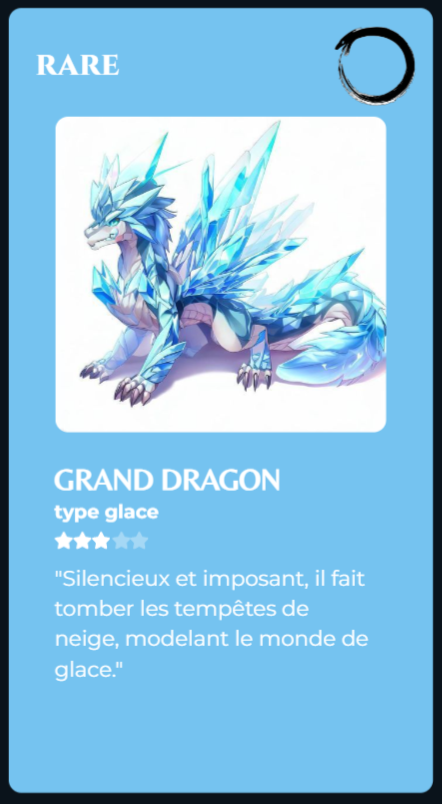 RARE
GRAND DRAGON
type glace
"Silencieux et imposant, il fait
tomber les tempêtes de
neige, modelant le monde de
glace."